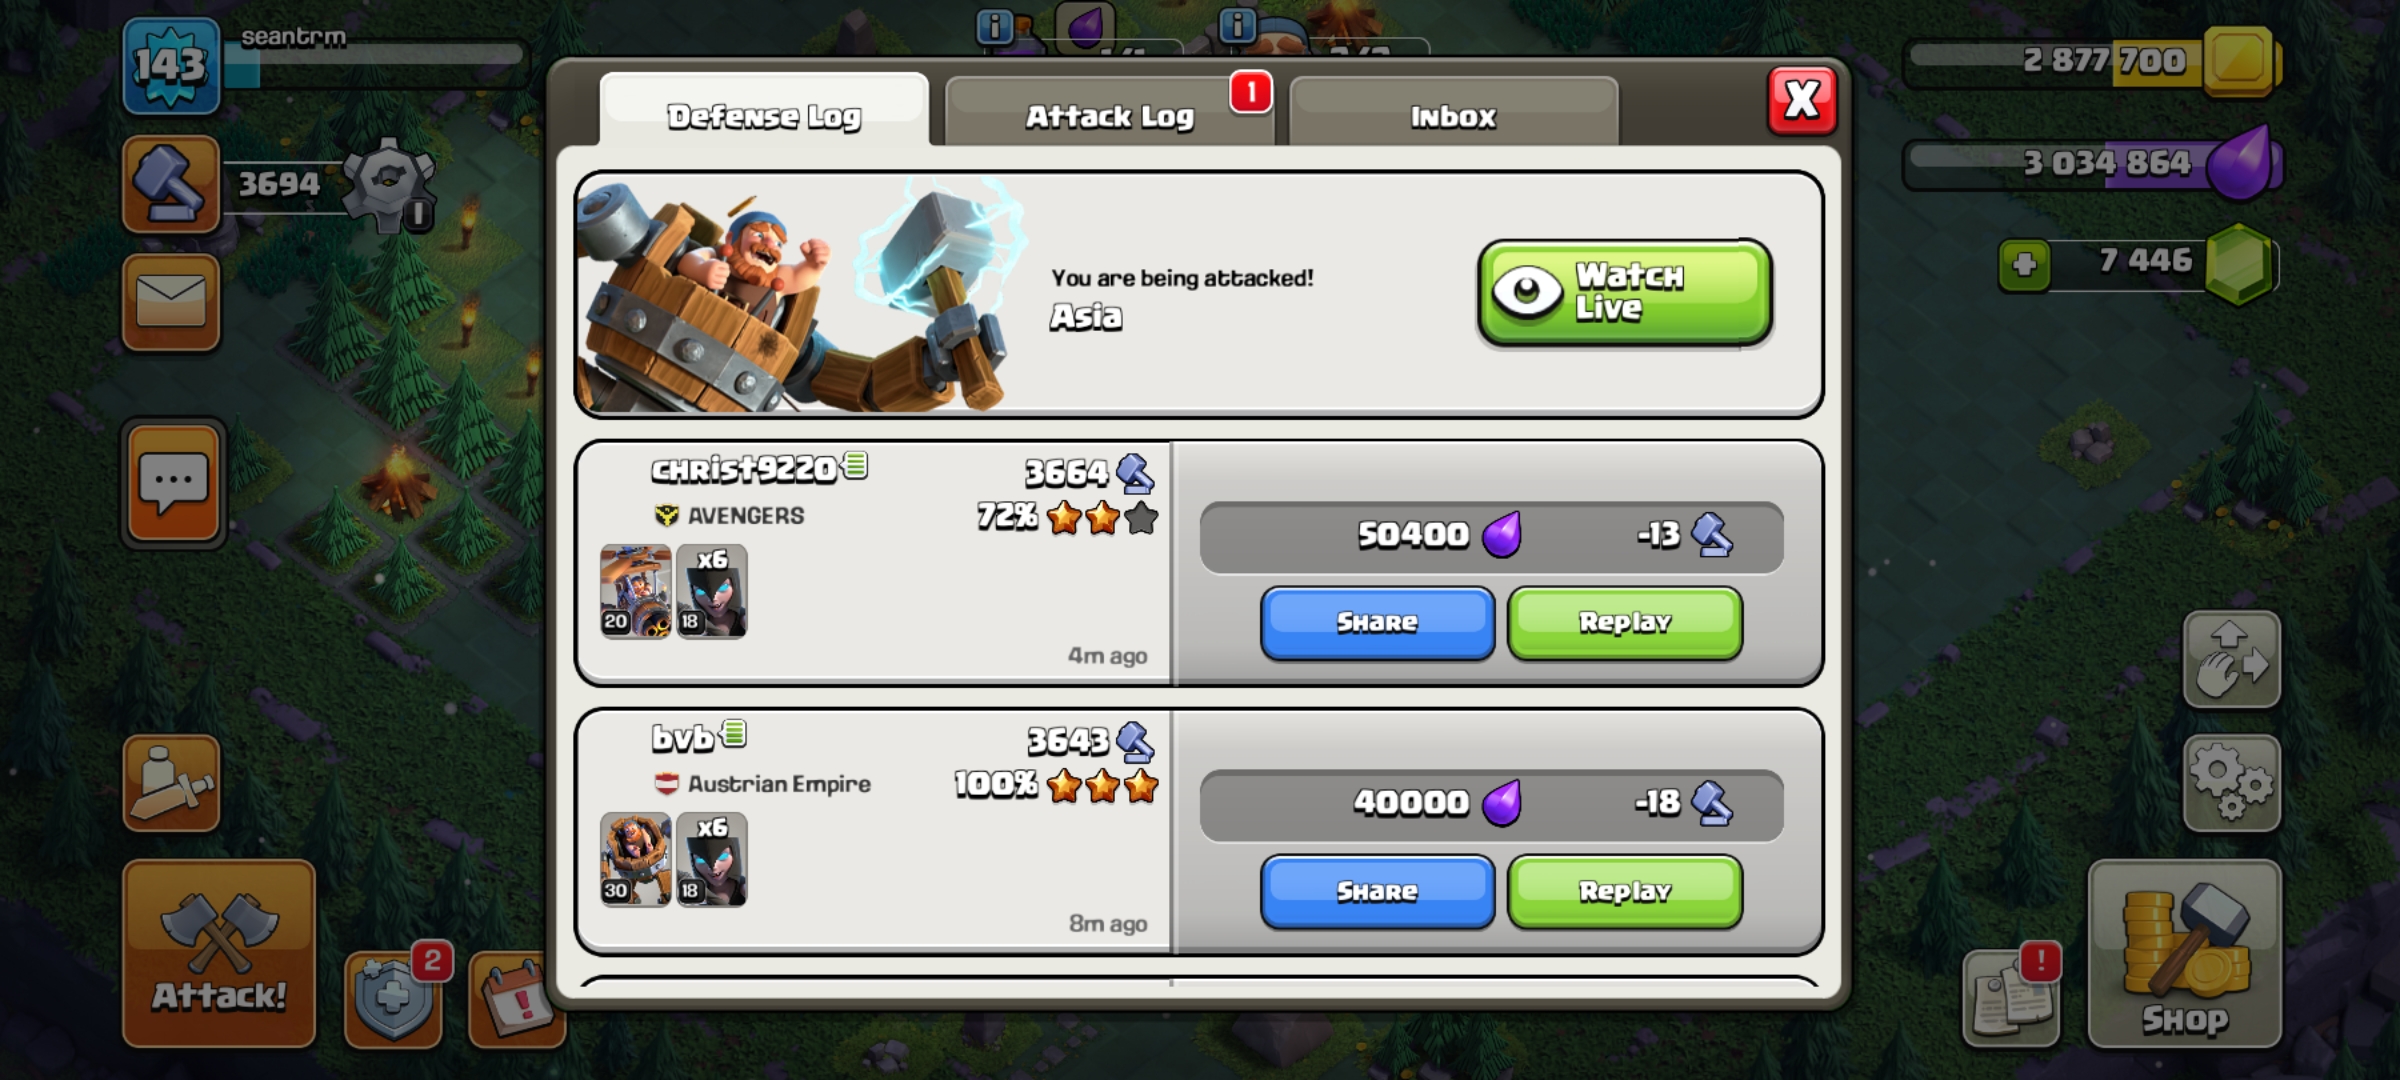 143
seantrm
3694
I
2 877 700
3 034 864
7 446
Defense Log
Attack Log
1
Inbox
X
You are being attacked!
Asia
Watch
Live
christ9220
3664
AVENGERS
72%
x6
20
18
4m ago
50400
-13
Share
Replay
bvb
3643
Austrian Empire
100%
x6
30
18
8m ago
40000
-18
Share
Replay
Attack!
2
!
!
Shop